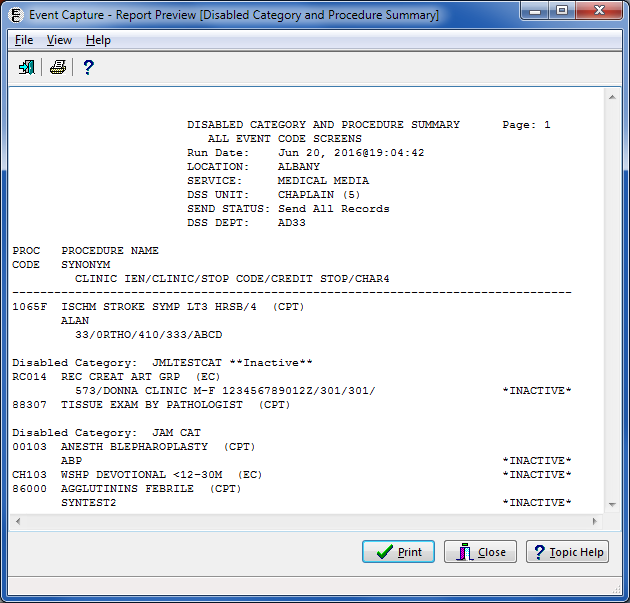 Event Capture - Report Preview [Disabled Category and Procedure Summary]
File View Help
DISABLED CATEGORY AND PROCEDURE SUMMARY Page: 1
ALL EVENT CODE SCREENS
Run Date: Jun 20, 2016@19:04:42
LOCATION: ALBANY
SERVICE: MEDICAL MEDIA
DSS UNIT: CHAPLAIN (5)
SEND STATUS: Send All Records
DSS DEPT: AD33
PROC PROCEDURE NAME
CODE SYNONYM
CLINIC IEN/CLINIC/STOP CODE/CREDIT STOP/CHAR4
--------------------------------------------------------------------------------
1065F ISCHM STROKE SYMP LT3 HRSB/4 (CPT)
ALAN
33/0RTHO/410/333/ABCD
Disabled Category: JMLTESTCAT **Inactive**
RC014 REC CREAT ART GRP (EC)
573/DONNA CLINIC M-F 123456789012Z/301/301/ *INACTIVE*
88307 TISSUE EXAM BY PATHOLOGIST (CPT)
Disabled Category: JAM CAT
00103 ANESTH BLEPHAROPLASTY (CPT)
ABP *INACTIVE*
CH103 WSHP DEVOTIONAL <12-30M (EC) *INACTIVE*
86000 AGGLUTININS FEBRILE (CPT)
SYNTEST2 *INACTIVE*
Print Close Topic Help